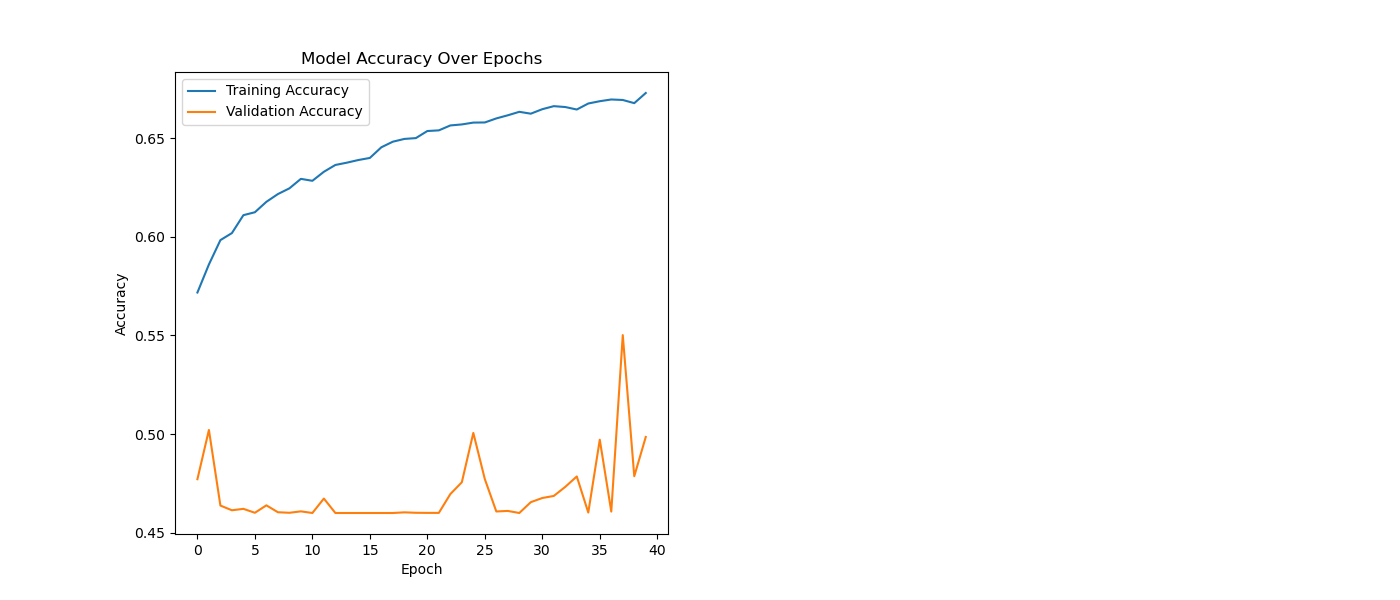 Model Accuracy Over Epochs
Training Accuracy
Validation Accuracy
0.65
0.60
0.55
0.50
0.45
Accuracy
0 5 10 15 20 25 30 35 40
Epoch